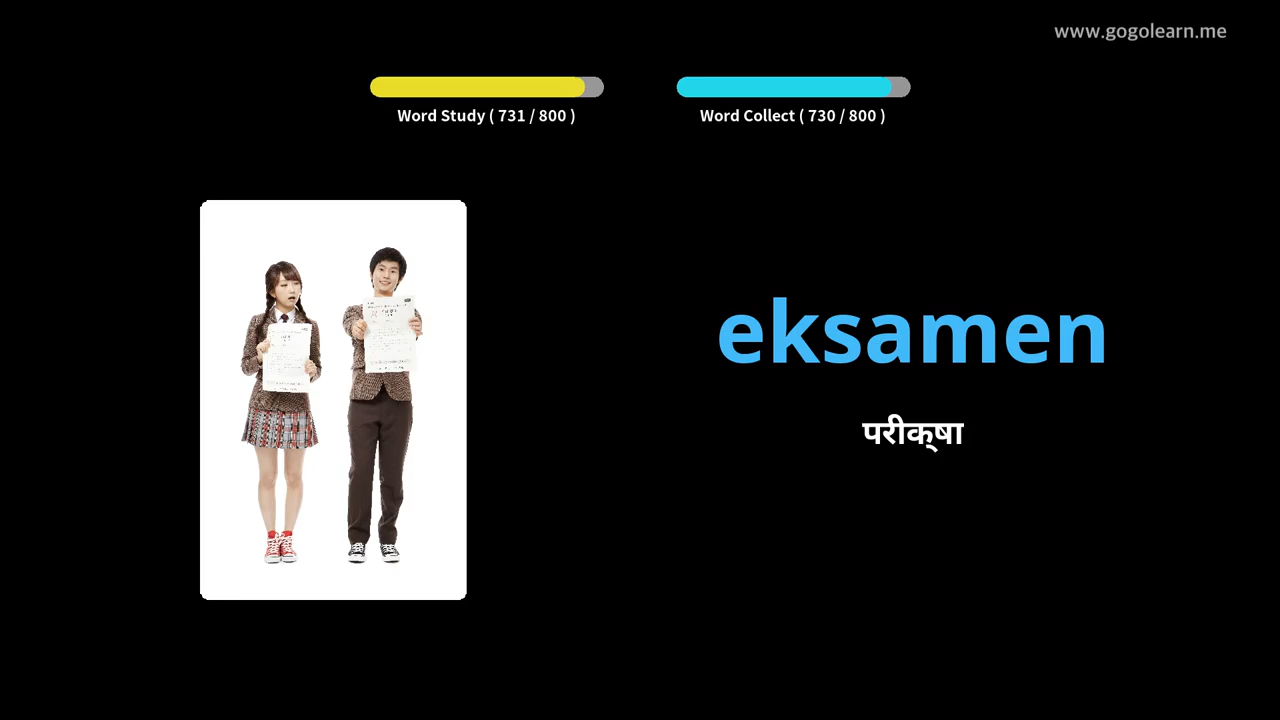 www.gogolearn.me
Word Study ( 731 / 800 )
Word Collect ( 730 / 800 )
eksamen
परीक्षा